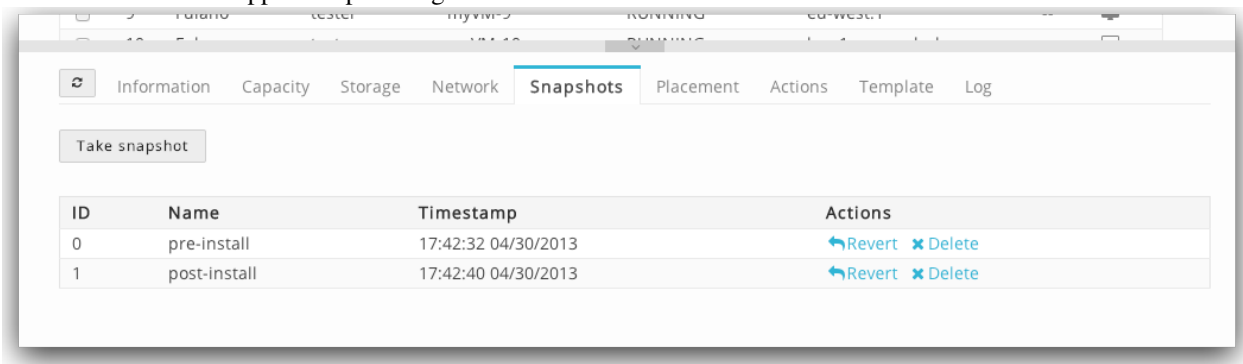 Information Capacity Storage Network Snapshots Placement Actions Template Log
Take snapshot
ID Name Timestamp Actions
0 pre-install 17:42:32 04/30/2013 Revert Delete
1 post-install 17:42:40 04/30/2013 Revert Delete